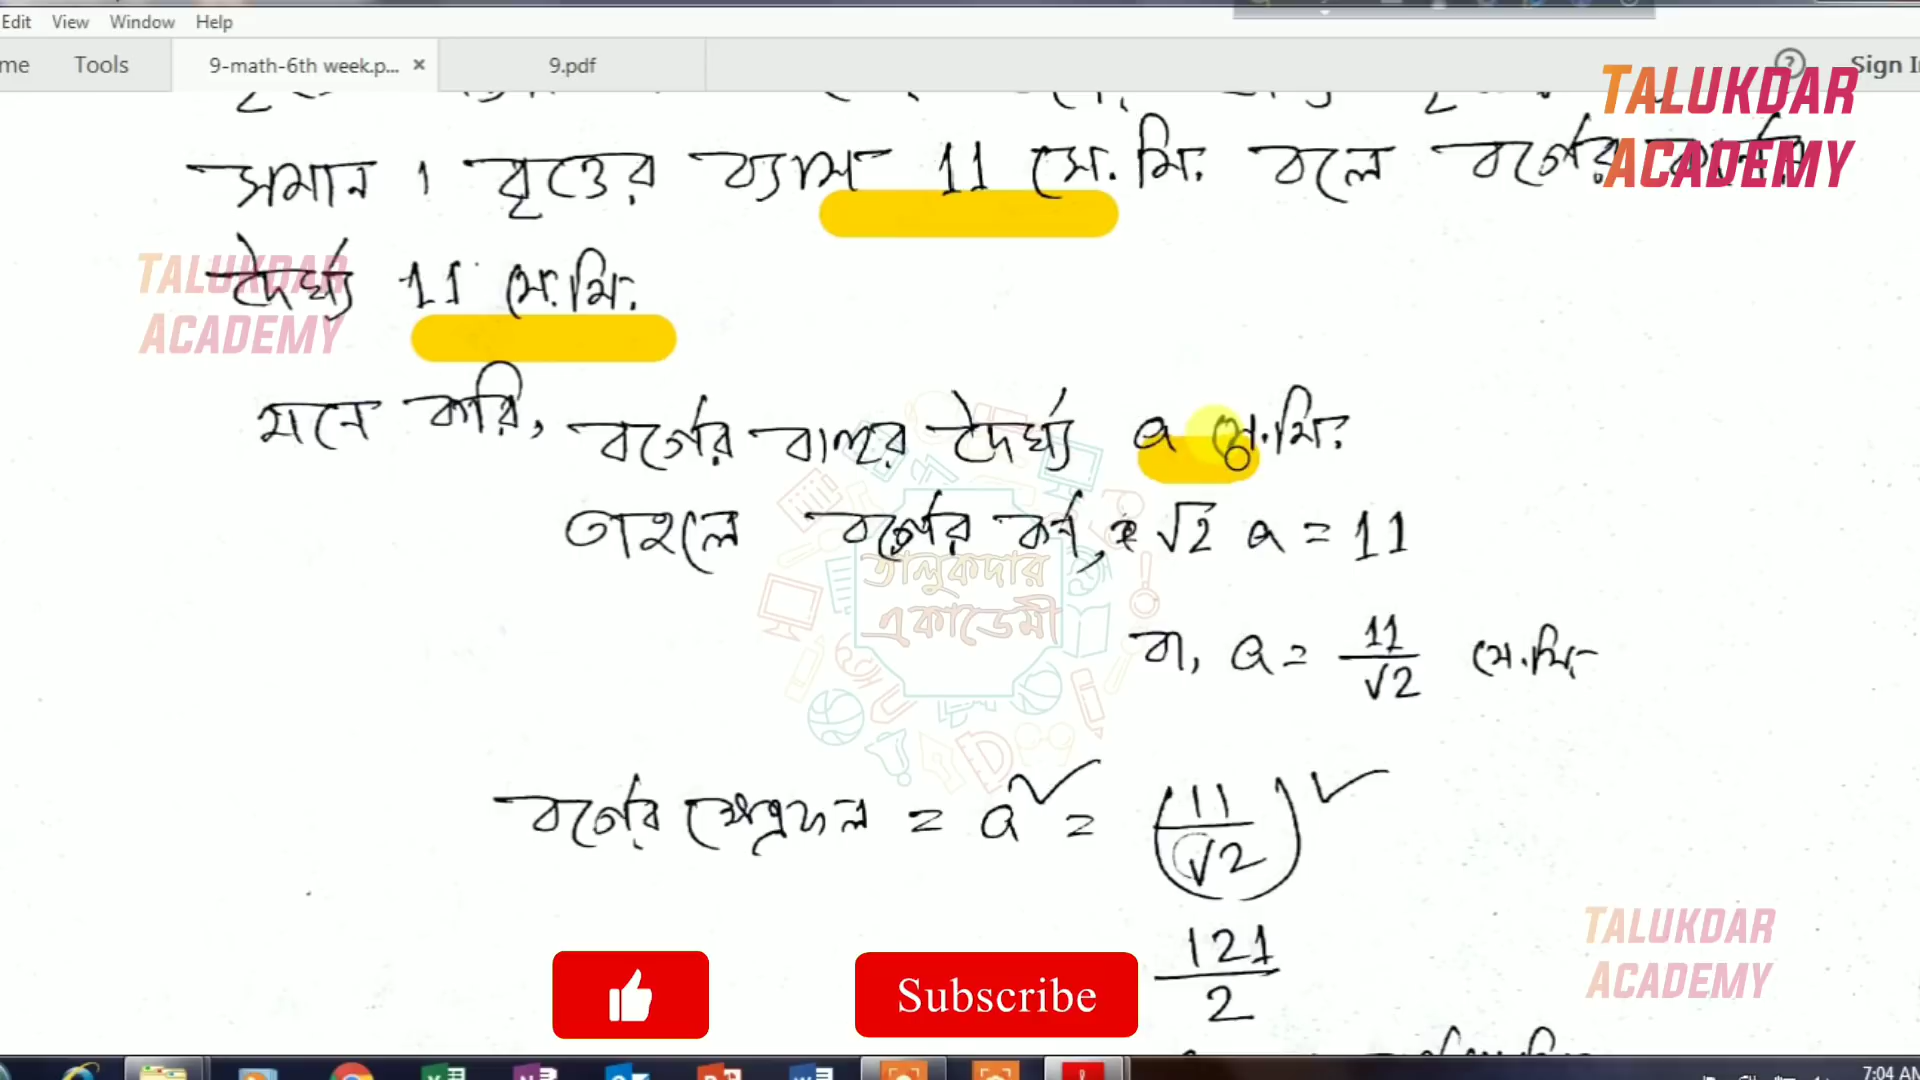 Edit View Window Help
me Tools 9-math-6th week.p... × 9.pdf ? Sign I
TALUKDAR
ACADEMY
সমান । বৃত্তের ব্যাস 11 সে.মি. বলে বর্গের কর্ণের
দৈর্ঘ্য 11 সে.মি.
TALUKDAR
ACADEMY
মনে করি, বর্গের বাহুর দৈর্ঘ্য a সে.মি.
তাহলে বর্গের কর্ণ, √2 a = 11
তালুকদার
একাডেমী
বা, a = 11/√2 সে.মি.
বর্গের ক্ষেত্রফল = a² = (11/√2)²
121/2
TALUKDAR
ACADEMY
Subscribe
7:04 AM